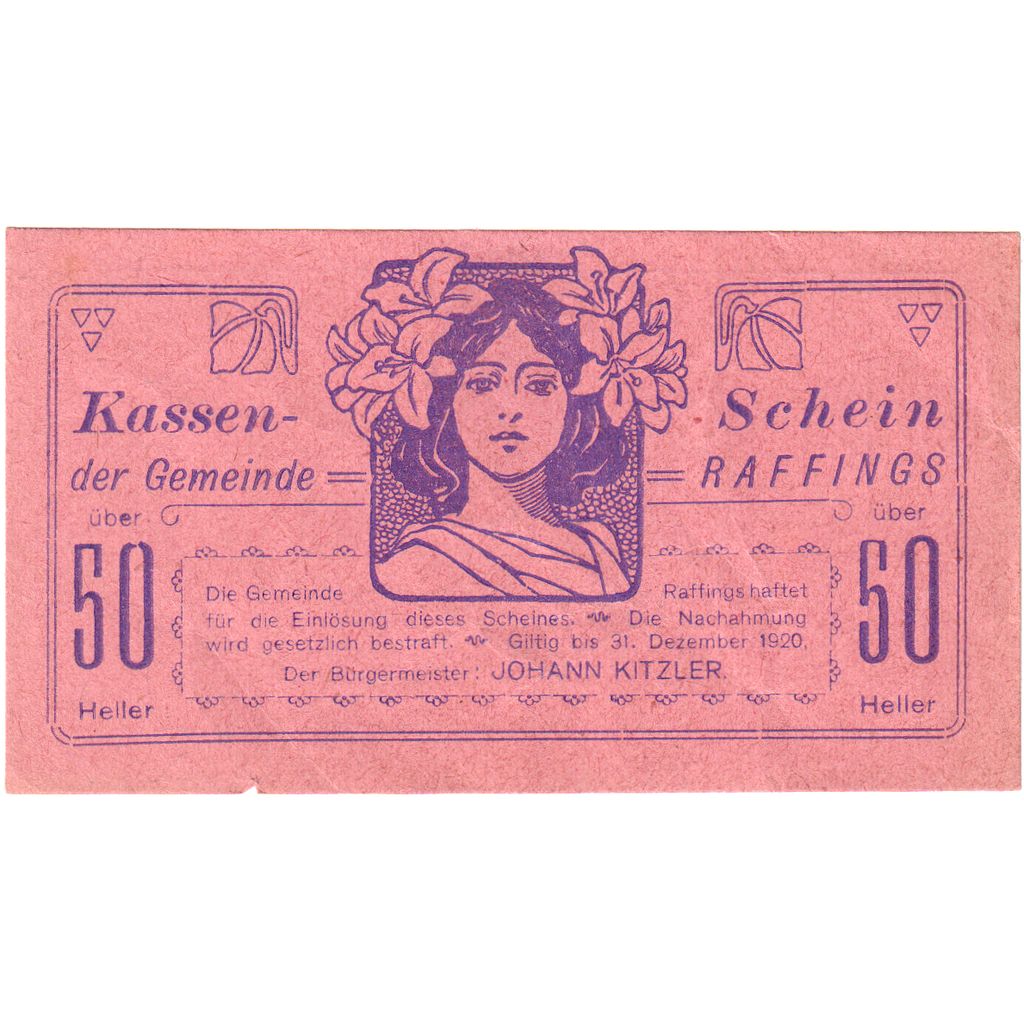 Kassen- Schein
der Gemeinde = = RAFFINGS
über über
50 50
Die Gemeinde Raffings haftet
für die Einlösung dieses Scheines. Die Nachahmung
wird gesetzlich bestraft. Giltig bis 31. Dezember 1920.
Der Bürgermeister: JOHANN KITZLER.
Heller Heller